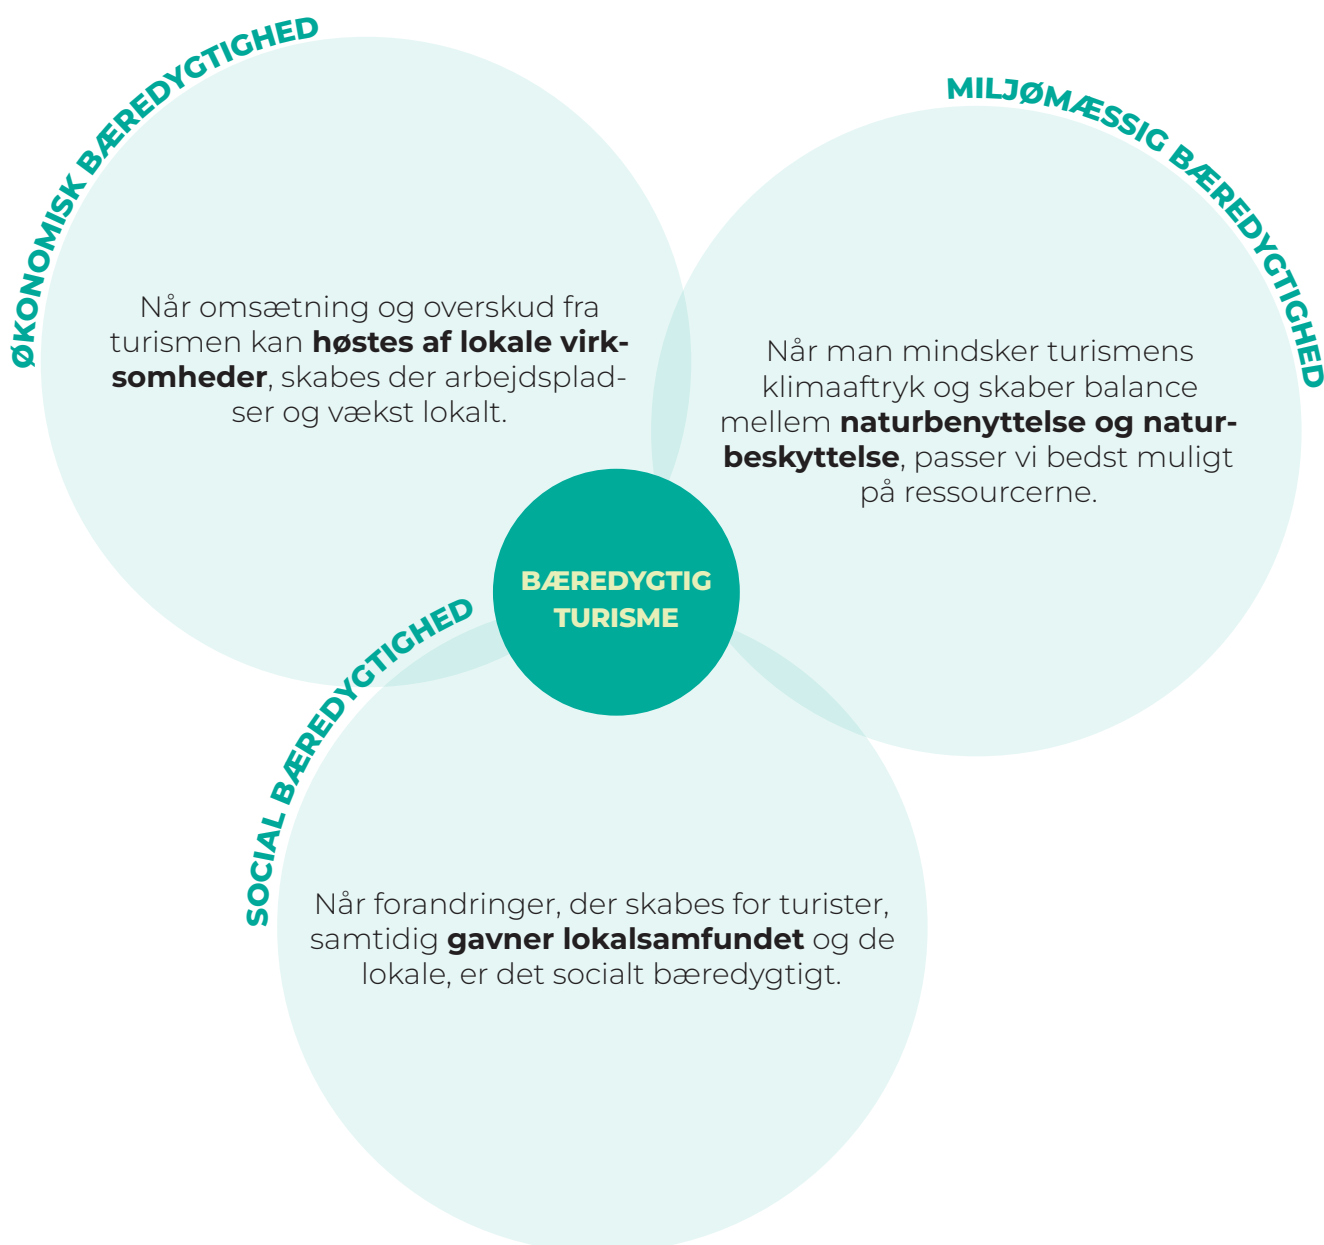 ØKONOMISK BÆREDYGTIGHED
Når omsætning og overskud fra
turismen kan høstes af lokale virk-
somheder, skabes der arbejdsplad-
ser og vækst lokalt.
MILJØMÆSSIG BÆREDYGTIGHED
Når man mindsker turismens
klimaaftryk og skaber balance
mellem naturbenyttelse og natur-
beskyttelse, passer vi bedst muligt
på ressourcerne.
BÆREDYGTIG
TURISME
SOCIAL BÆREDYGTIGHED
Når forandringer, der skabes for turister,
samtidig gavner lokalsamfundet og de
lokale, er det socialt bæredygtigt.